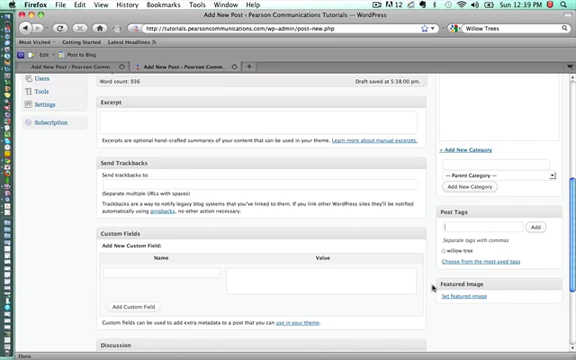 Firefox File Edit View History Bookmarks Tools Window Help
12
Sun 12:39 PM
Add New Post ‹ Pearson Communications Tutorials — WordPress
http://tutorials.pearsoncommunications.com/wp-admin/post-new.php
Willow Trees
Most Visited Getting Started Latest Headlines
Edit Post to Blog
Add New Post ‹ Pearson Comm...
Add New Post ‹ Pearson Comm...
Users
Tools
Settings
Subscription
Word count: 936
Draft saved at 5:38:00 pm.
Excerpt
Excerpts are optional hand-crafted summaries of your content that can be used in your theme. Learn more about manual excerpts.
Send Trackbacks
Send trackbacks to:
(Separate multiple URLs with spaces)
Trackbacks are a way to notify legacy blog systems that you've linked to them. If you link other WordPress sites they'll be notified
automatically using pingbacks, no other action necessary.
Custom Fields
Add New Custom Field:
Name Value
Add Custom Field
Custom fields can be used to add extra metadata to a post that you can use in your theme.
Discussion
+ Add New Category
— Parent Category —
Add New Category
Post Tags
Add
Separate tags with commas
willow tree
Choose from the most used tags
Featured Image
Set featured image
Done